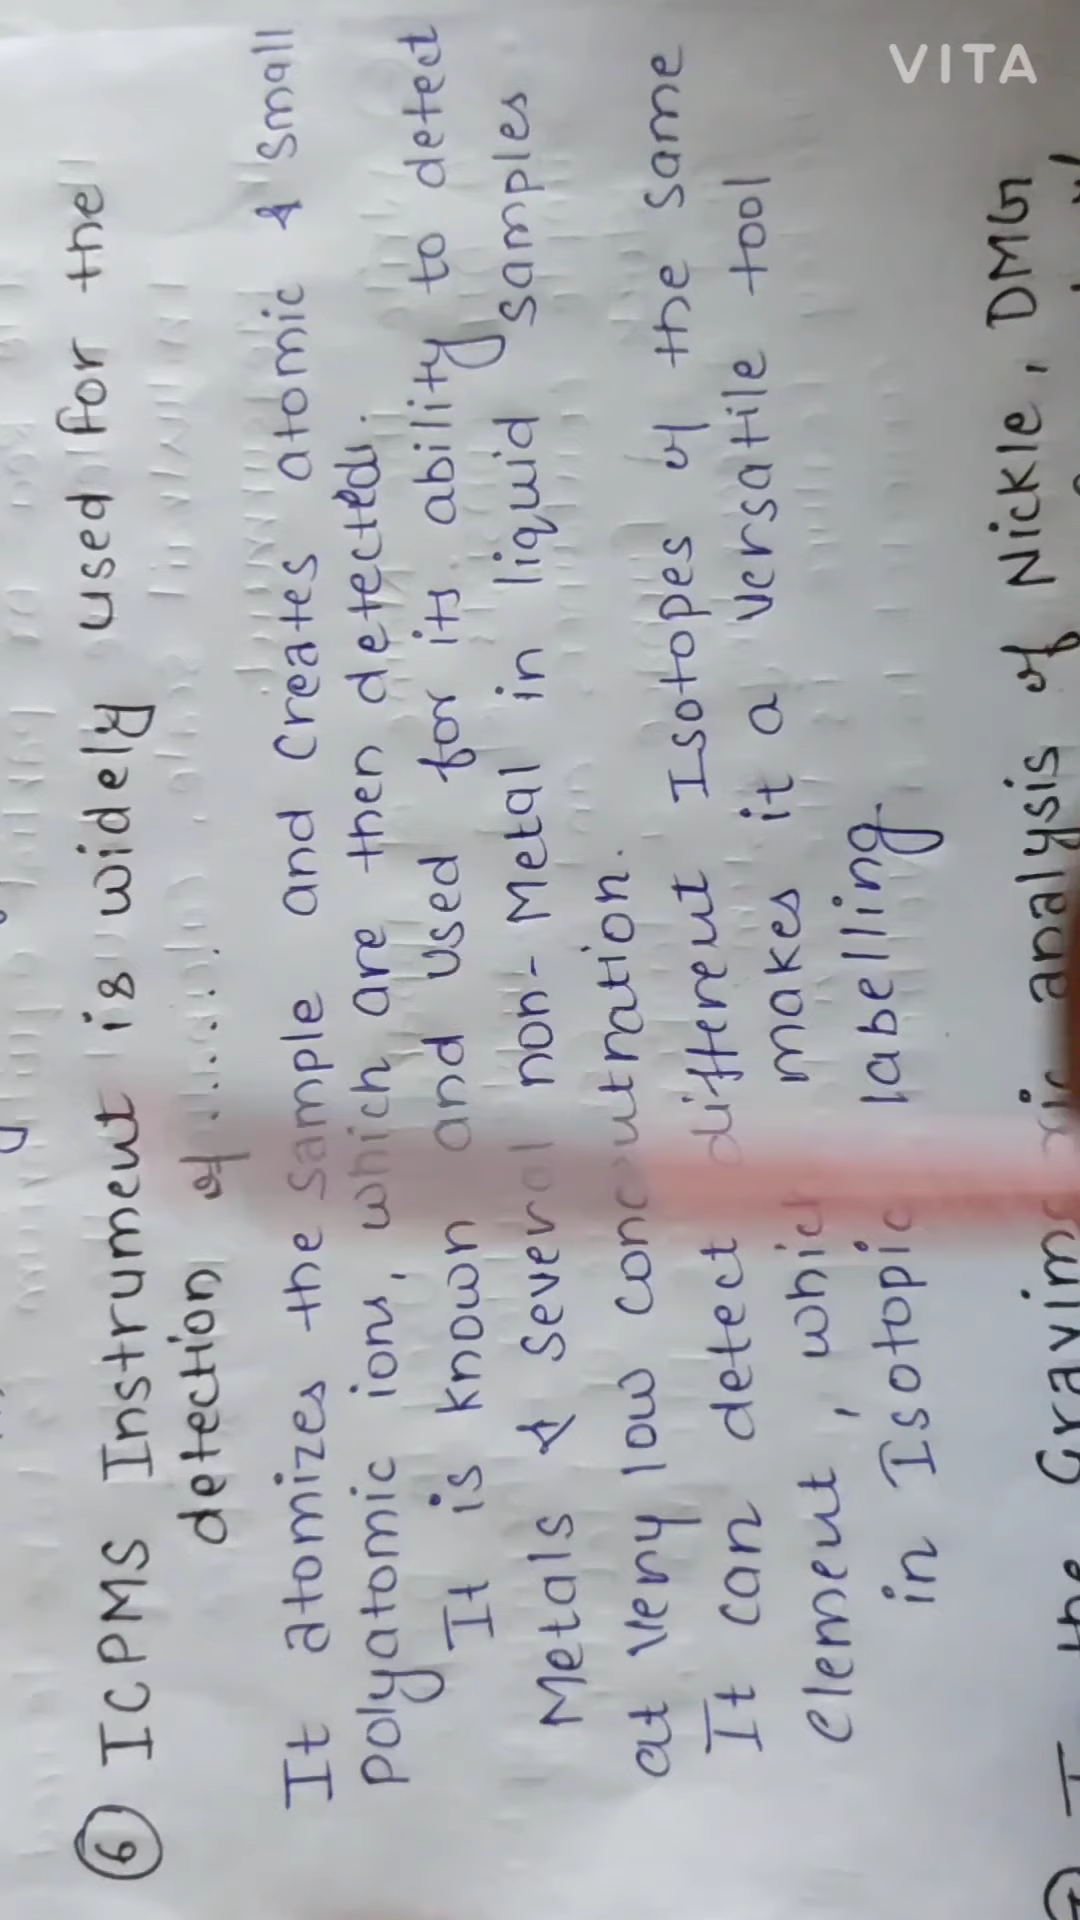 VITA
6 ICPMS Instrument is widely used for the
detection of ........
It atomizes the sample and creates atomic & small
polyatomic ions, which are then detected.
It is known and used for its ability to detect
Metals & several non-Metal in liquid samples
at very low concentration.
It can detect different Isotopes of the same
element, which makes it a versatile tool
in Isotopic labelling
analysis of Nickle, DMG